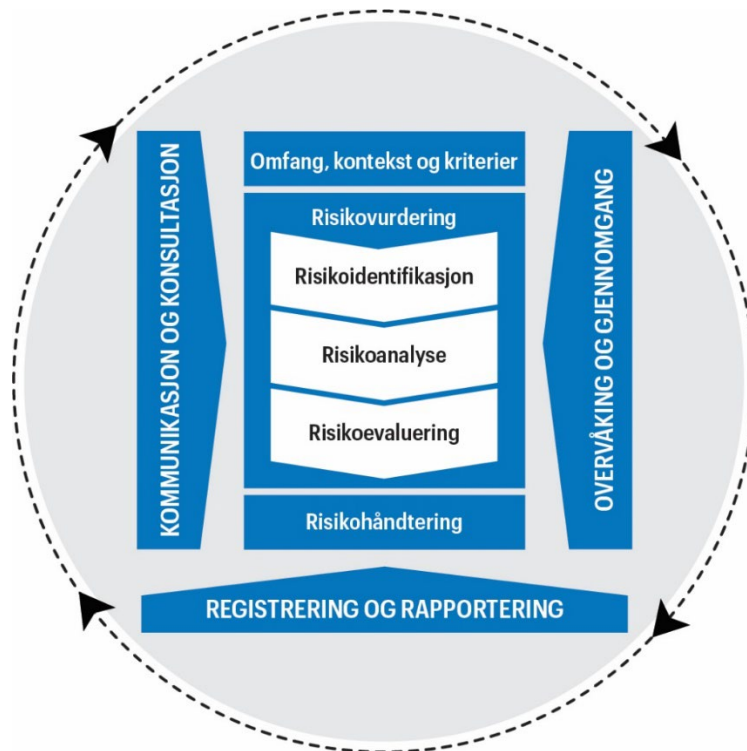 KOMMUNIKASJON OG KONSULTASJON
Omfang, kontekst og kriterier
Risikovurdering
Risikoidentifikasjon
Risikoanalyse
Risikoevaluering
Risikohåndtering
OVERVÅKING OG GJENNOMGANG
REGISTRERING OG RAPPORTERING